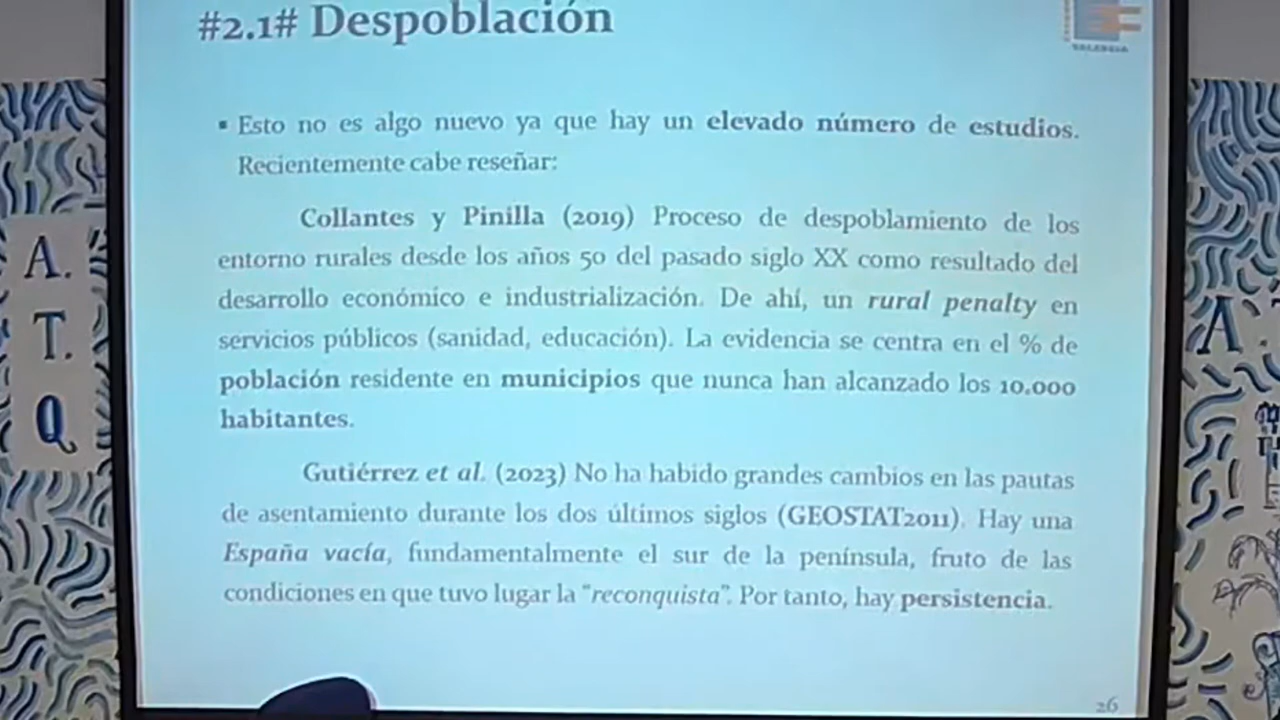 #2.1# Despoblación
VALENCIA
▪ Esto no es algo nuevo ya que hay un elevado número de estudios.
Recientemente cabe reseñar:
Collantes y Pinilla (2019) Proceso de despoblamiento de los
entorno rurales desde los años 50 del pasado siglo XX como resultado del
desarrollo económico e industrialización. De ahí, un rural penalty en
servicios públicos (sanidad, educación). La evidencia se centra en el % de
población residente en municipios que nunca han alcanzado los 10.000
habitantes.
Gutiérrez et al. (2023) No ha habido grandes cambios en las pautas
de asentamiento durante los dos últimos siglos (GEOSTAT2011). Hay una
España vacía, fundamentalmente el sur de la península, fruto de las
condiciones en que tuvo lugar la "reconquista". Por tanto, hay persistencia.
26
A.
T.
Q
A.